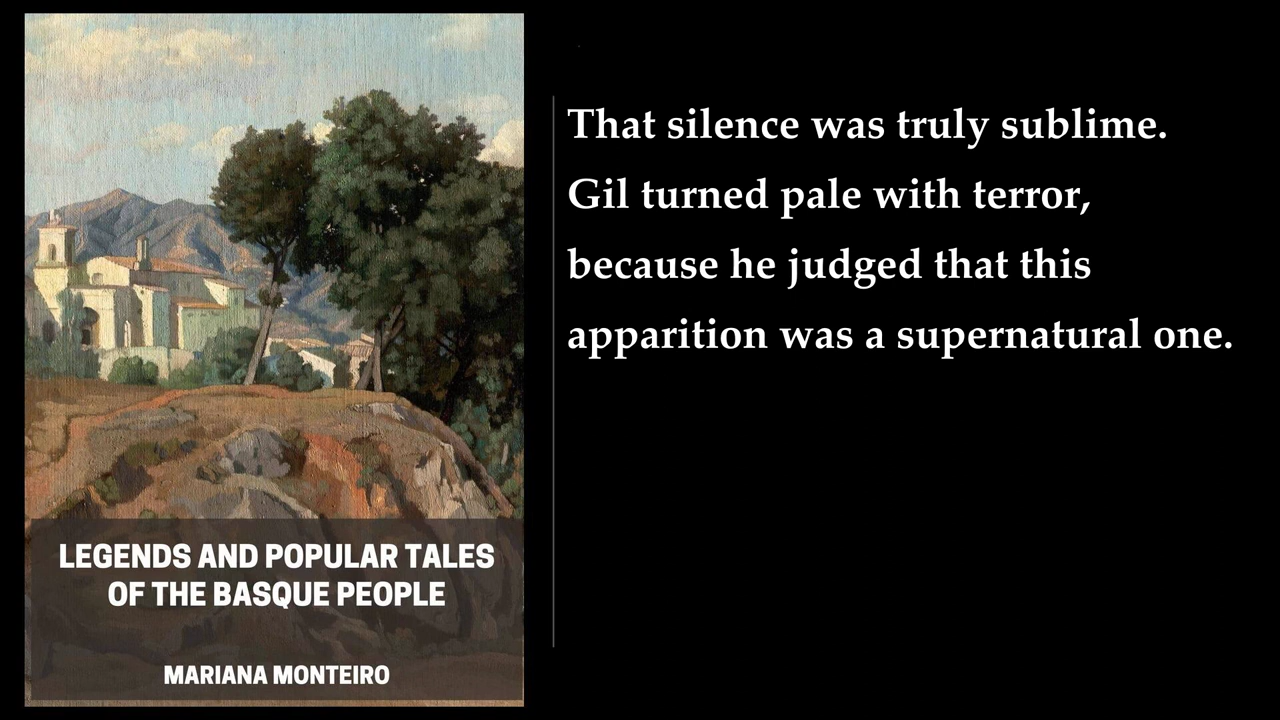 LEGENDS AND POPULAR TALES
OF THE BASQUE PEOPLE
MARIANA MONTEIRO
That silence was truly sublime.
Gil turned pale with terror,
because he judged that this
apparition was a supernatural one.